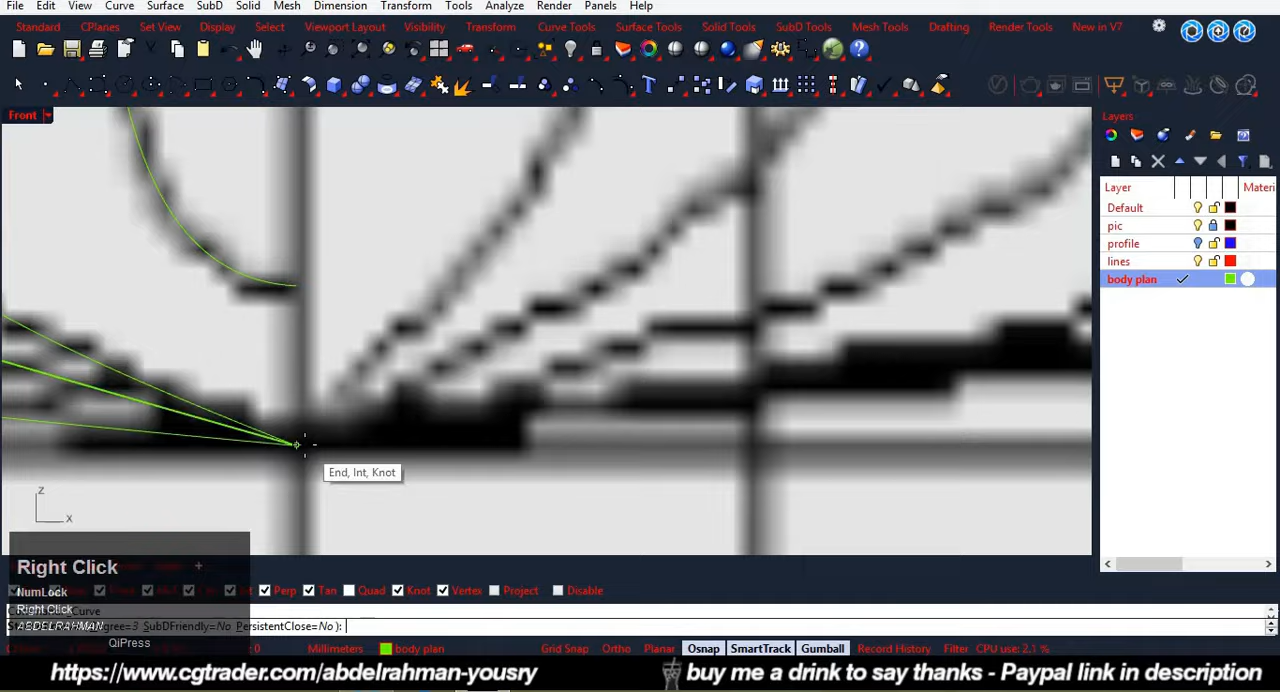 File Edit View Curve Surface SubD Solid Mesh Dimension Transform Tools Analyze Render Panels Help
Standard CPlanes Set View Display Select Viewport Layout Visibility Transform Curve Tools Surface Tools Solid Tools SubD Tools Mesh Tools Render Tools Drafting New in V7
Front
Layers
Layer Materi
Default
pic
profile
lines
body plan
End, Int, Knot
z
x
Right Click +
NumLock
Right Click
ABDELRAHMAN
QiPress
Perp Tan Quad Knot Vertex Project Disable
_Curve
Degree=3 SubDFriendly=No PersistentClose=No ):
0 Millimeters body plan Grid Snap Ortho Planar Osnap SmartTrack Gumball Record History Filter CPU use: 2.1 %
https://www.cgtrader.com/abdelrahman-yousry buy me a drink to say thanks - Paypal link in description